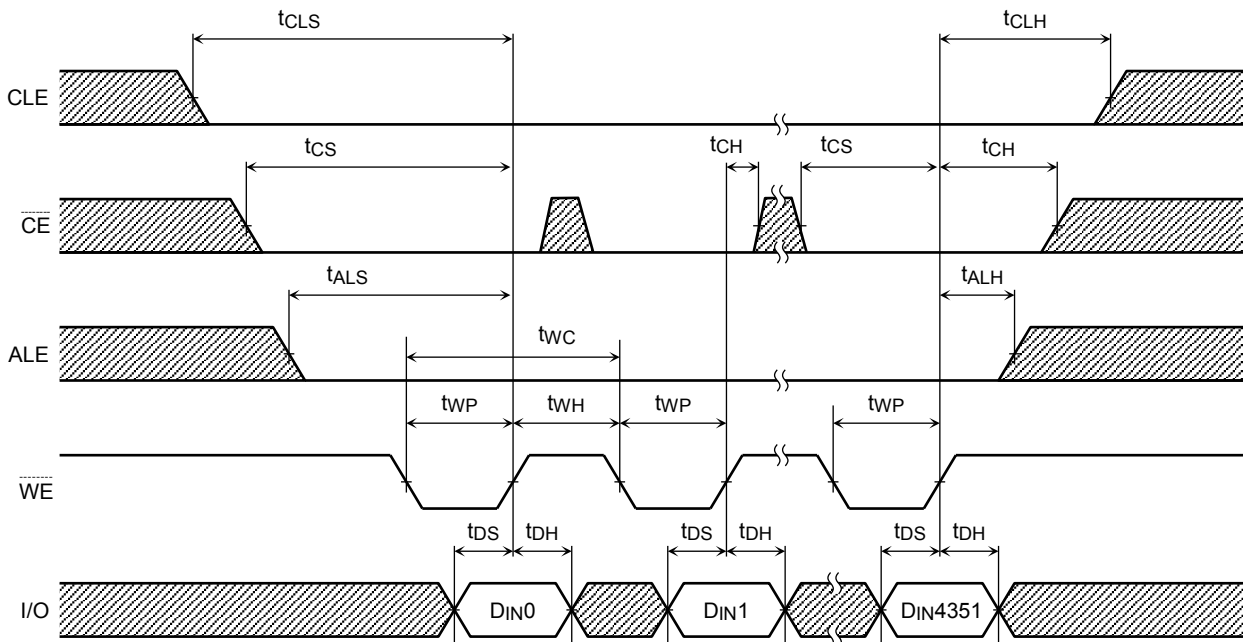 tCLS tCLH
CLE
tCS tCH tCS tCH
CE
tALS tALH
tWC
ALE
tWP tWH tWP tWP
WE
tDS tDH tDS tDH tDS tDH
I/O DIN0 DIN1 DIN4351